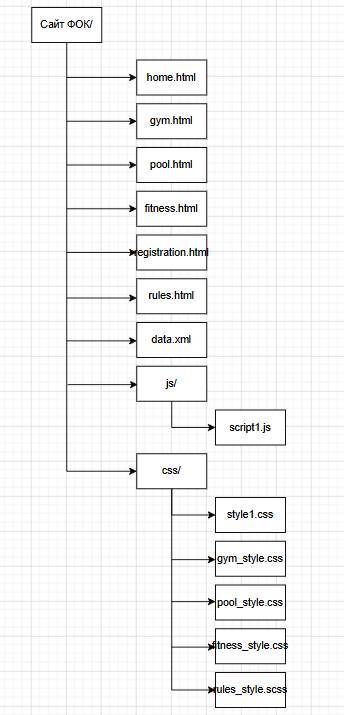 Сайт ФОК/
home.html
gym.html
pool.html
fitness.html
registration.html
rules.html
data.xml
js/
script1.js
css/
style1.css
gym_style.css
pool_style.css
fitness_style.css
rules_style.scss